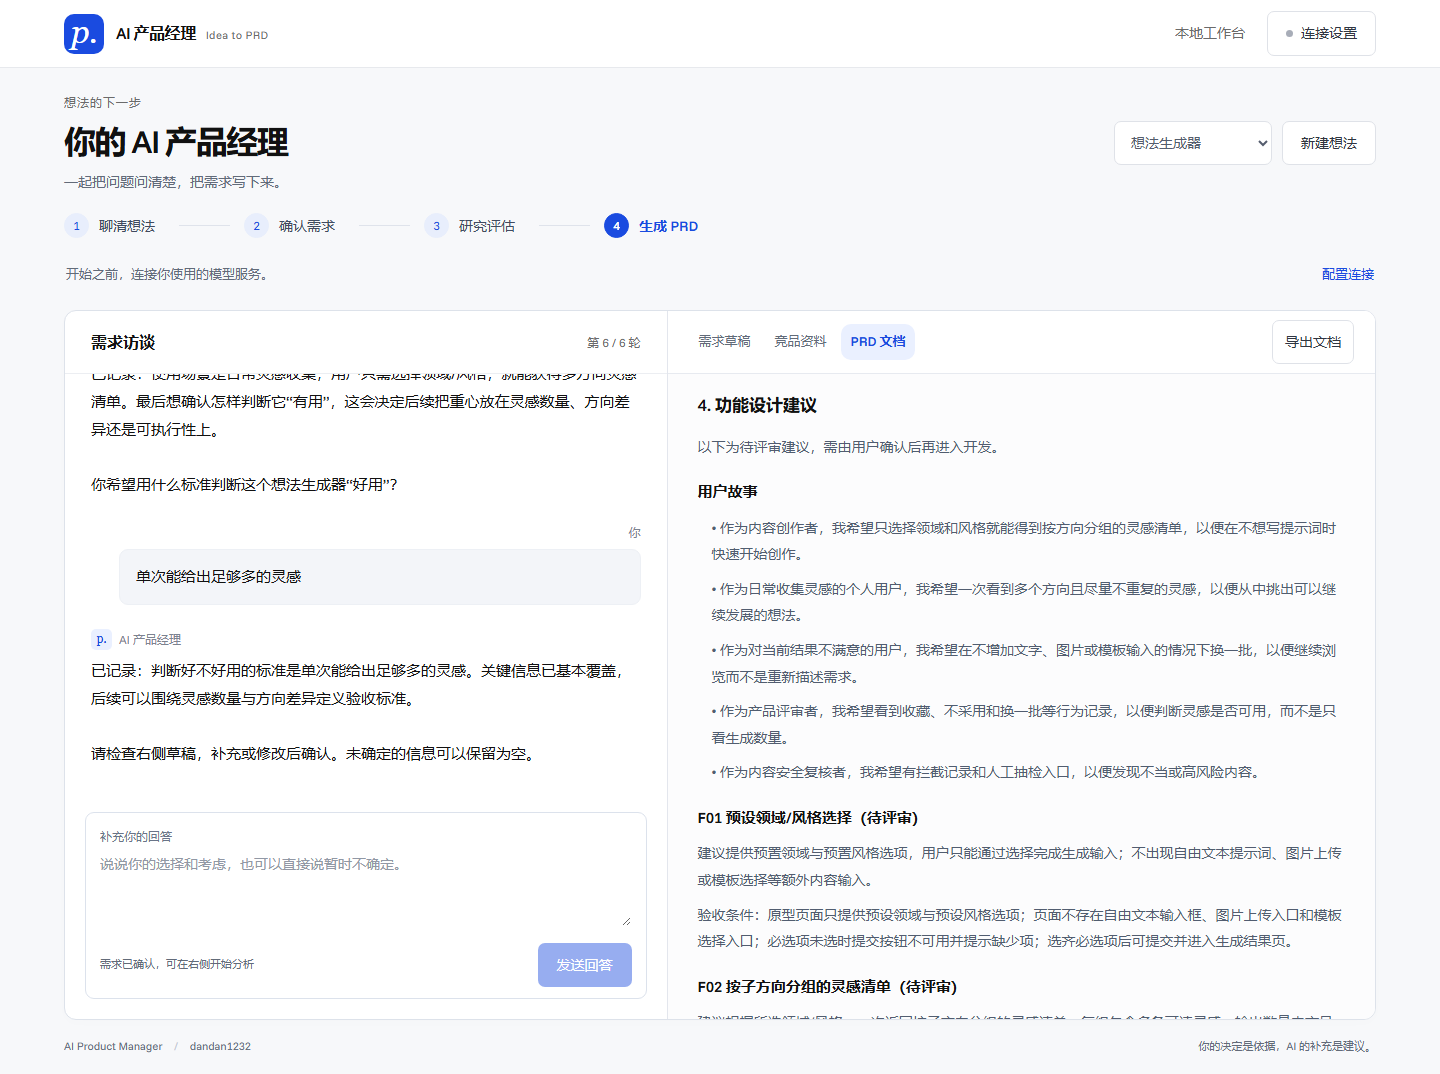 p. AI 产品经理 Idea to PRD
本地工作台
连接设置
想法的下一步
你的 AI 产品经理
一起把问题问清楚，把需求写下来。
想法生成器
新建想法
1 聊清想法
2 确认需求
3 研究评估
4 生成 PRD
开始之前，连接你使用的模型服务。
配置连接
需求访谈
第 6 / 6 轮
已记录：使用场景是日常灵感收集，用户只需选择领域/风格，就能获得多方向灵感
清单。最后想确认怎样判断它“有用”，这会决定后续把重心放在灵感数量、方向差
异还是可执行性上。
你希望用什么标准判断这个想法生成器“好用”？
你
单次能给出足够多的灵感
p. AI 产品经理
已记录：判断好不好用的标准是单次能给出足够多的灵感。关键信息已基本覆盖，
后续可以围绕灵感数量与方向差异定义验收标准。
请检查右侧草稿，补充或修改后确认。未确定的信息可以保留为空。
补充你的回答
说说你的选择和考虑，也可以直接说暂时不确定。
需求已确认，可在右侧开始分析
发送回答
需求草稿
竞品资料
PRD 文档
导出文档
4. 功能设计建议
以下为待评审建议，需由用户确认后再进入开发。
用户故事
• 作为内容创作者，我希望只选择领域和风格就能得到按方向分组的灵感清单，以便在不想写提示词时
快速开始创作。
• 作为日常收集灵感的个人用户，我希望一次看到多个方向且尽量不重复的灵感，以便从中挑出可以继
续发展的想法。
• 作为对当前结果不满意的用户，我希望在不增加文字、图片或模板输入的情况下换一批，以便继续浏
览而不是重新描述需求。
• 作为产品评审者，我希望看到收藏、不采用和换一批等行为记录，以便判断灵感是否可用，而不是只
看生成数量。
• 作为内容安全复核者，我希望有拦截记录和人工抽检入口，以便发现不当或高风险内容。
F01 预设领域/风格选择（待评审）
建议提供预置领域与预置风格选项，用户只能通过选择完成生成输入；不出现自由文本提示词、图片上传
或模板选择等额外内容输入。
验收条件：原型页面只提供预设领域与预设风格选项；页面不存在自由文本输入框、图片上传入口和模板
选择入口；必选项未选时提交按钮不可用并提示缺少项；选齐必选项后可提交并进入生成结果页。
F02 按子方向分组的灵感清单（待评审）
AI Product Manager / dandan1232
你的决定是依据，AI 的补充是建议。